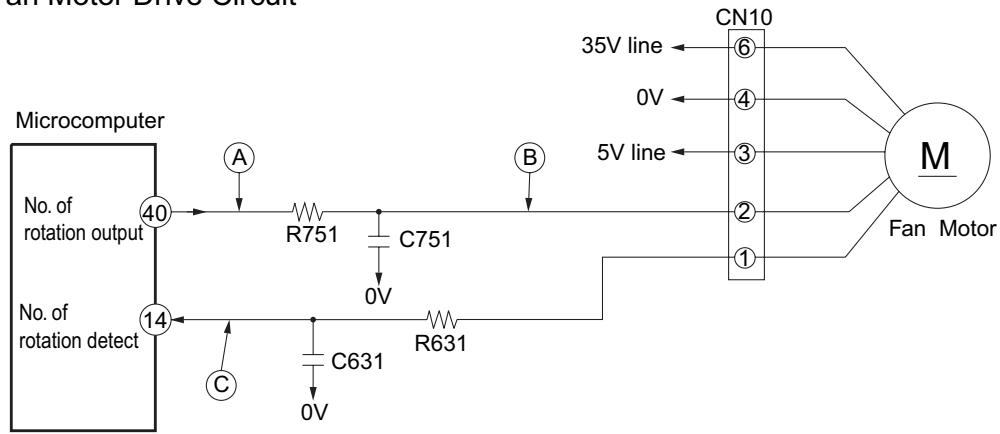 an Motor Drive Circuit
CN10
35V line
6
0V
4
Microcomputer
A
B
5V line
3
M
No. of
rotation output
40
R751
C751
2
Fan Motor
0V
1
No. of
rotation detect
14
R631
C
C631
0V